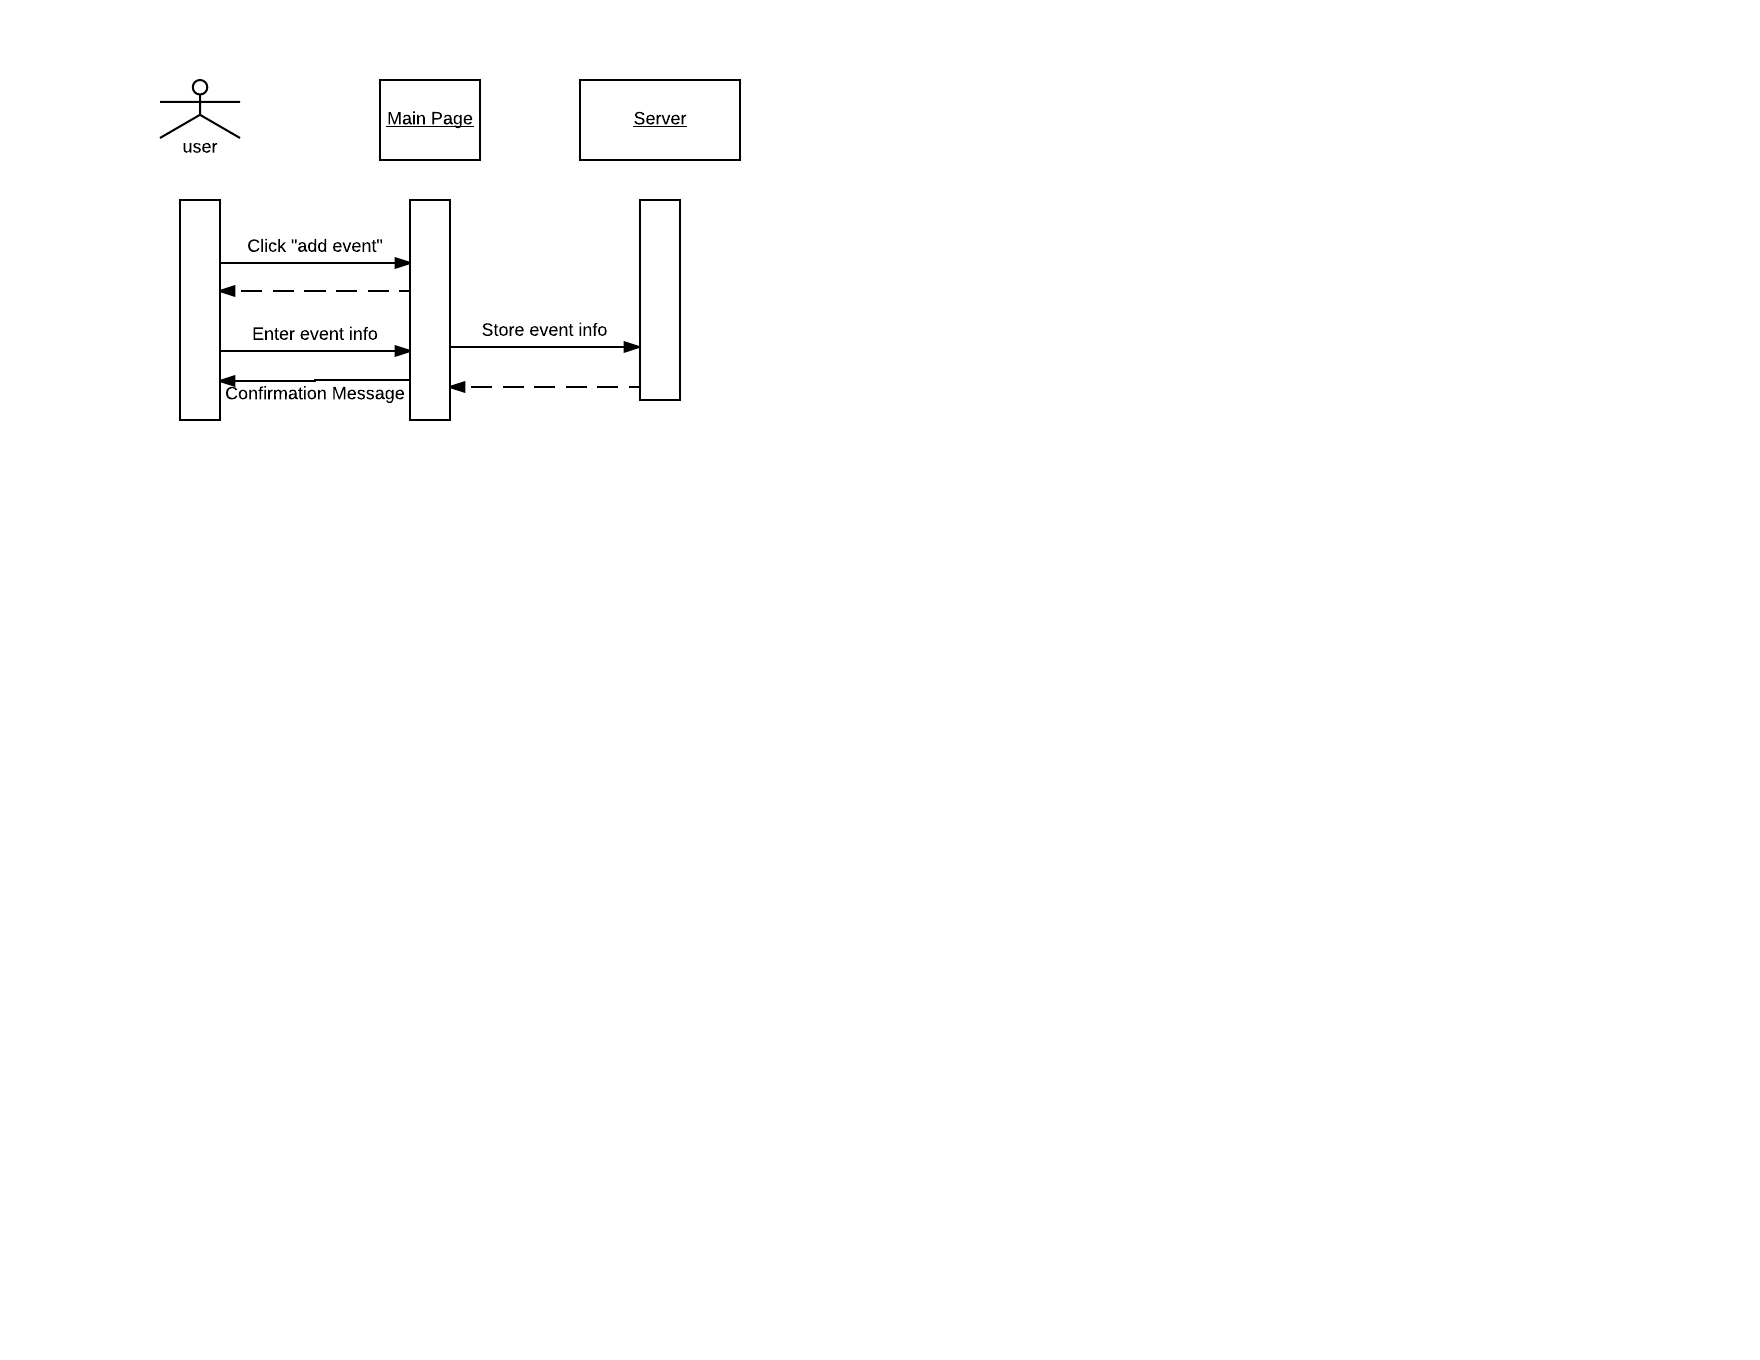 user
Main Page
Server
Click "add event"
Enter event info
Store event info
Confirmation Message